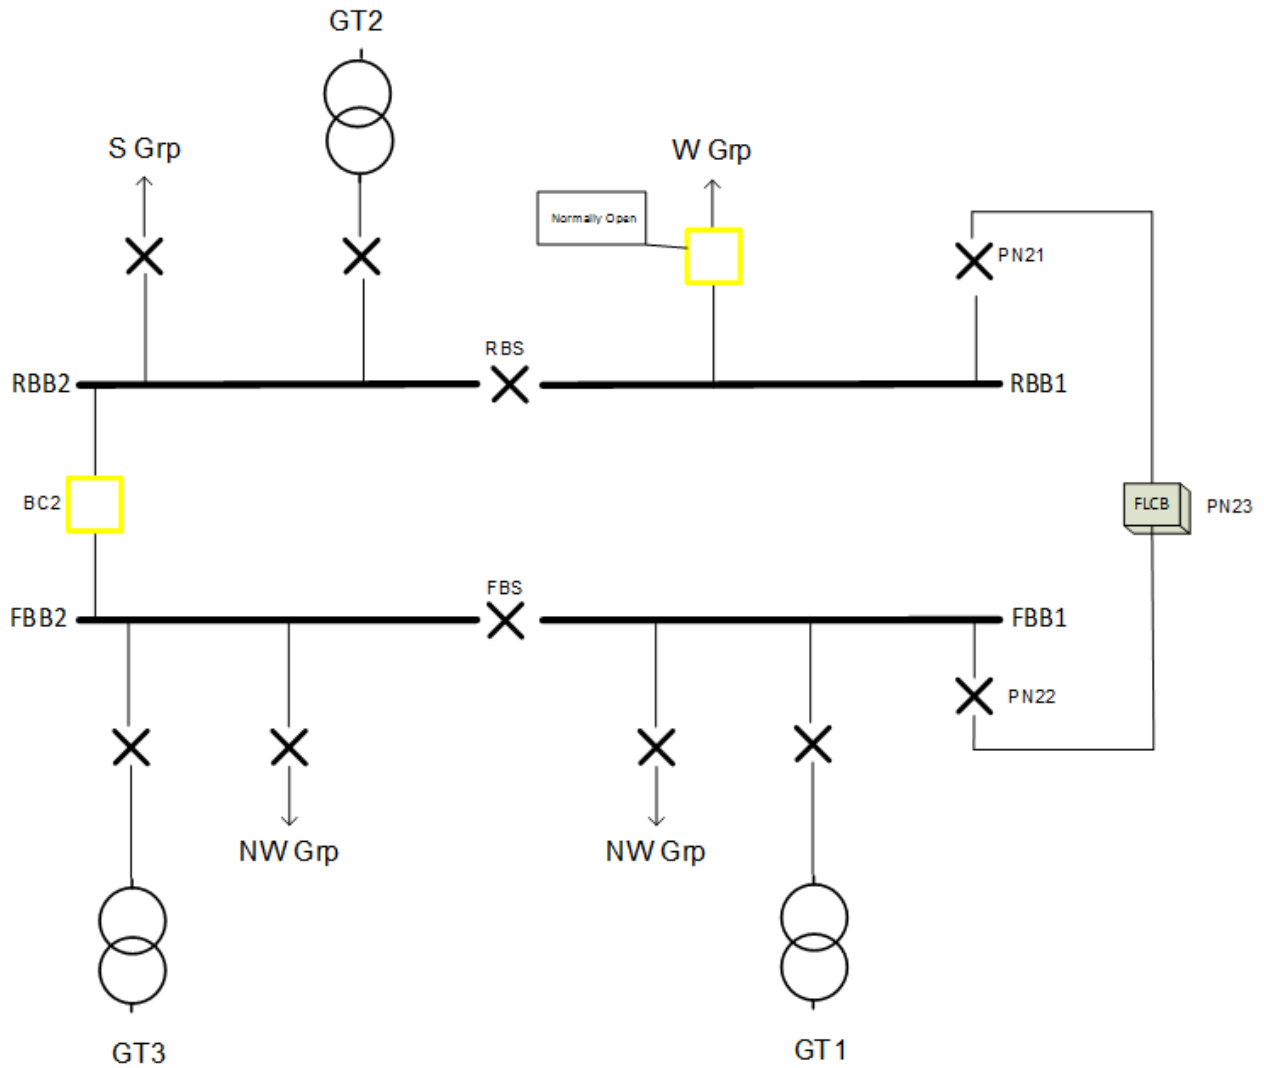 GT2
S Grp
W Grp
Normally Open
PN21
RBS
RBB2
RBB1
BC2
FLCB
PN23
FBS
FBB2
FBB1
PN22
NW Grp
NW Grp
GT3
GT1